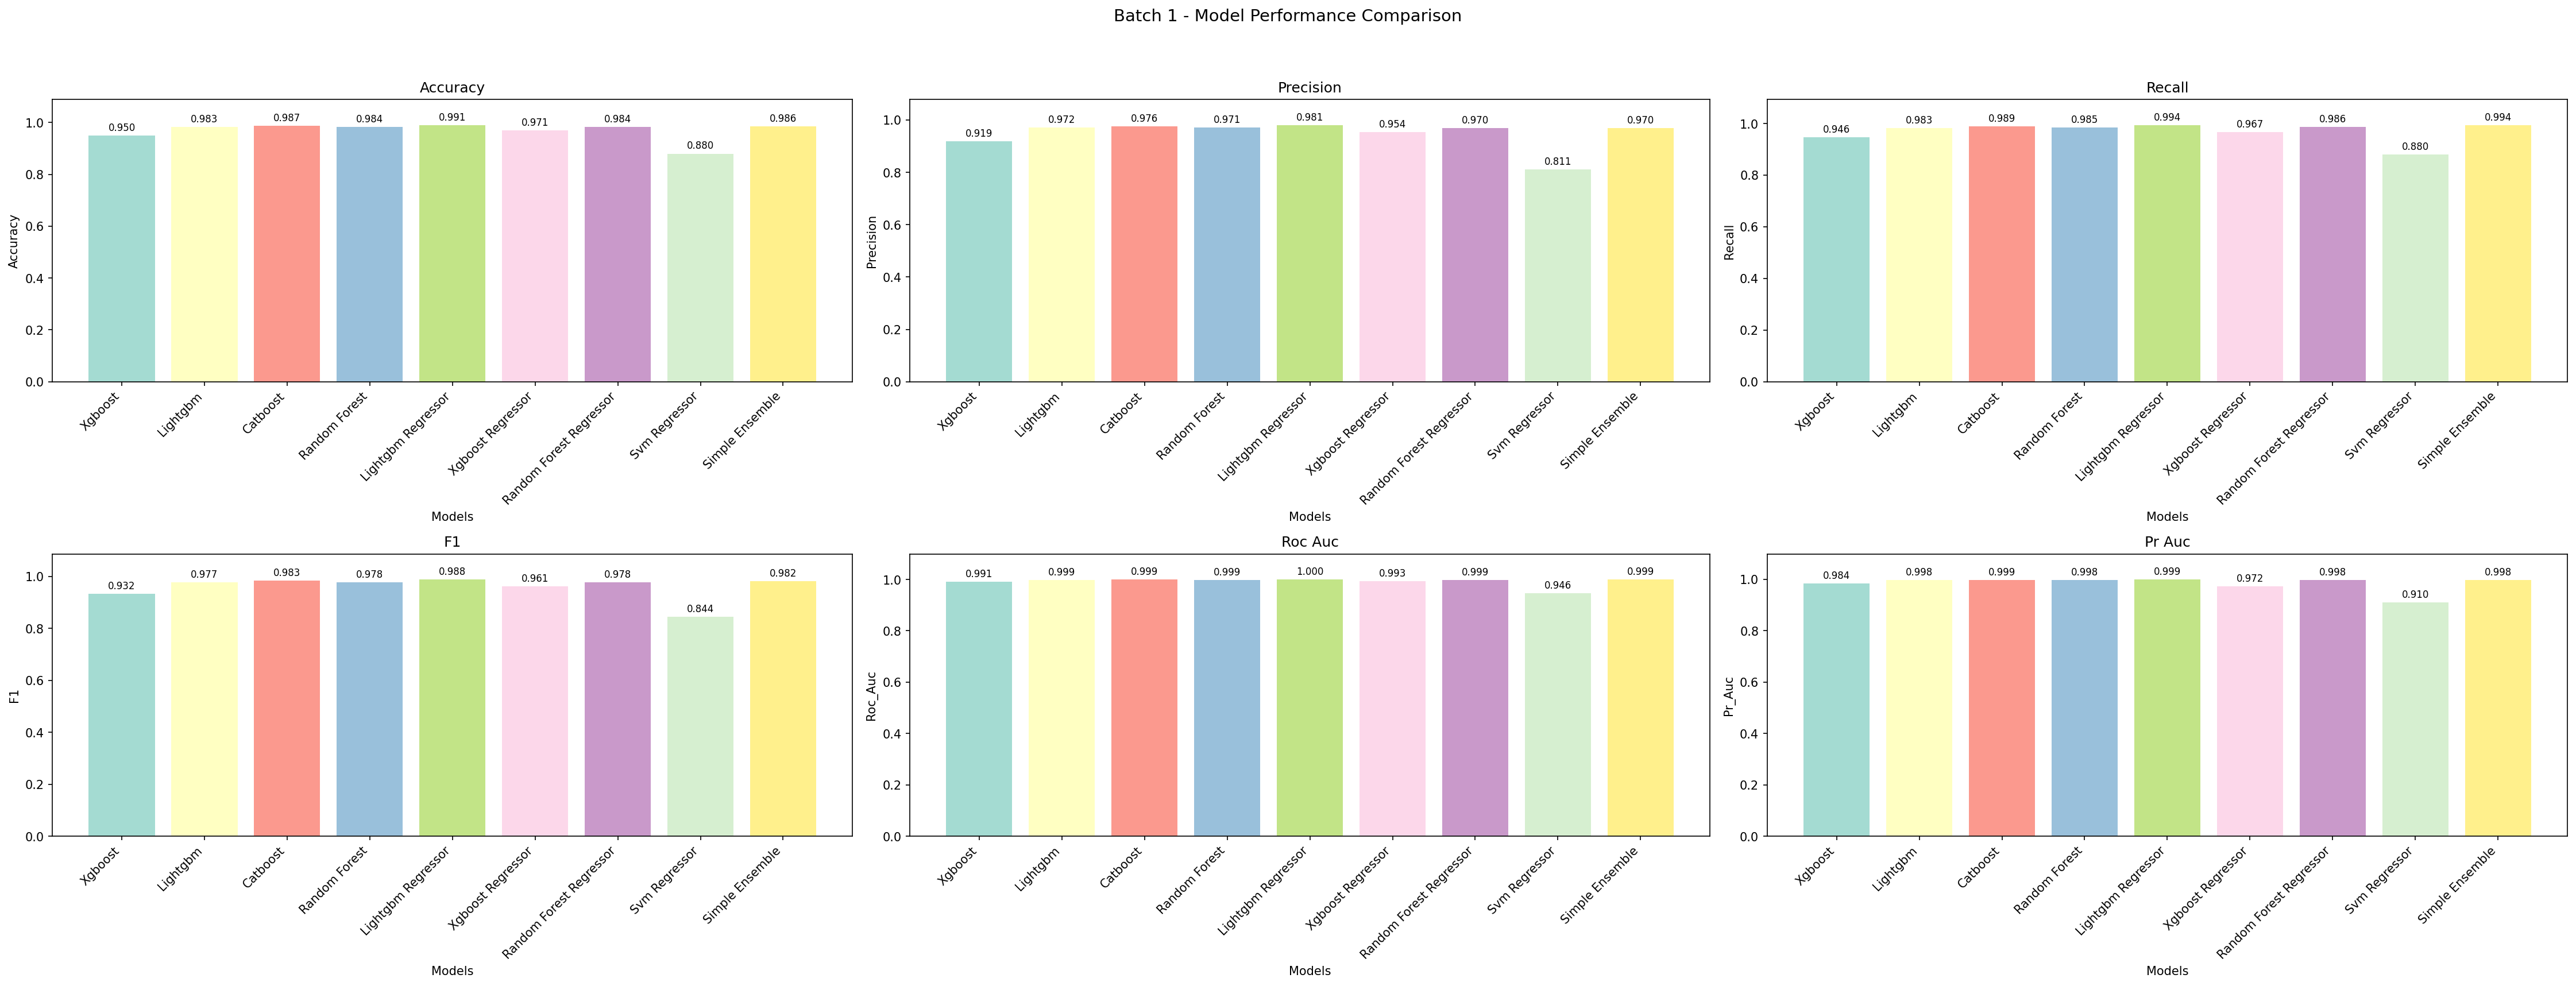 Batch 1 - Model Performance Comparison
Accuracy
Accuracy
1.0
0.8
0.6
0.4
0.2
0.0
0.950
0.983
0.987
0.984
0.991
0.971
0.984
0.880
0.986
Xgboost
Lightgbm
Catboost
Random Forest
Lightgbm Regressor
Xgboost Regressor
Random Forest Regressor
Svm Regressor
Simple Ensemble
Models
Precision
Precision
1.0
0.8
0.6
0.4
0.2
0.0
0.919
0.972
0.976
0.971
0.981
0.954
0.970
0.811
0.970
Xgboost
Lightgbm
Catboost
Random Forest
Lightgbm Regressor
Xgboost Regressor
Random Forest Regressor
Svm Regressor
Simple Ensemble
Models
Recall
Recall
1.0
0.8
0.6
0.4
0.2
0.0
0.946
0.983
0.989
0.985
0.994
0.967
0.986
0.880
0.994
Xgboost
Lightgbm
Catboost
Random Forest
Lightgbm Regressor
Xgboost Regressor
Random Forest Regressor
Svm Regressor
Simple Ensemble
Models
F1
F1
1.0
0.8
0.6
0.4
0.2
0.0
0.932
0.977
0.983
0.978
0.988
0.961
0.978
0.844
0.982
Xgboost
Lightgbm
Catboost
Random Forest
Lightgbm Regressor
Xgboost Regressor
Random Forest Regressor
Svm Regressor
Simple Ensemble
Models
Roc Auc
Roc_Auc
1.0
0.8
0.6
0.4
0.2
0.0
0.991
0.999
0.999
0.999
1.000
0.993
0.999
0.946
0.999
Xgboost
Lightgbm
Catboost
Random Forest
Lightgbm Regressor
Xgboost Regressor
Random Forest Regressor
Svm Regressor
Simple Ensemble
Models
Pr Auc
Pr_Auc
1.0
0.8
0.6
0.4
0.2
0.0
0.984
0.998
0.999
0.998
0.999
0.972
0.998
0.910
0.998
Xgboost
Lightgbm
Catboost
Random Forest
Lightgbm Regressor
Xgboost Regressor
Random Forest Regressor
Svm Regressor
Simple Ensemble
Models